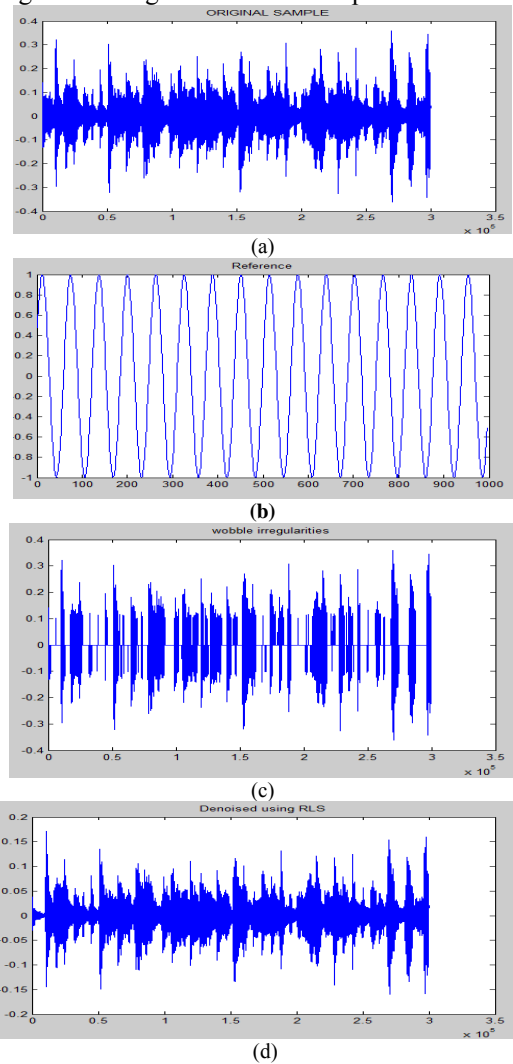 ORIGINAL SAMPLE
0.4
0.3
0.2
0.1
0
-0.1
-0.2
-0.3
-0.4
0 0.5 1 1.5 2 2.5 3 3.5
x 10^5
(a)
Reference
1
0.8
0.6
0.4
0.2
0
-0.2
-0.4
-0.6
-0.8
-1
0 100 200 300 400 500 600 700 800 900 1000
(b)
wobble irregularities
0.4
0.3
0.2
0.1
0
-0.1
-0.2
-0.3
-0.4
0 0.5 1 1.5 2 2.5 3 3.5
x 10^5
(c)
Denoised using RLS
0.2
0.15
0.1
0.05
0
-0.05
-0.1
-0.15
-0.2
0 0.5 1 1.5 2 2.5 3 3.5
x 10^5
(d)